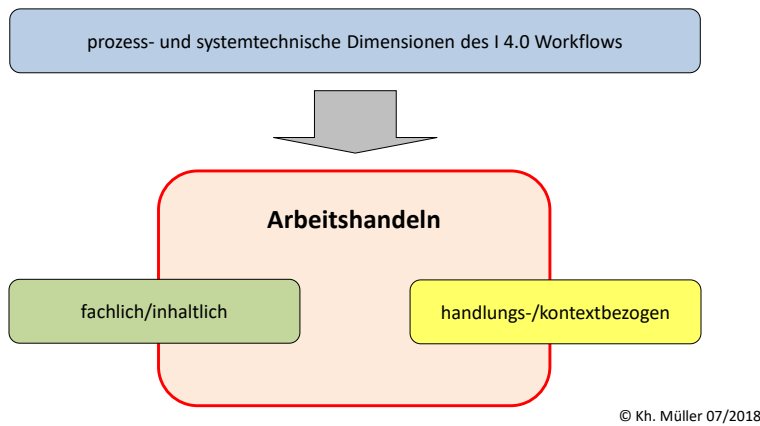 prozess- und systemtechnische Dimensionen des I 4.0 Workflows
Arbeitshandeln
fachlich/inhaltlich
handlungs-/kontextbezogen
© Kh. Müller 07/2018